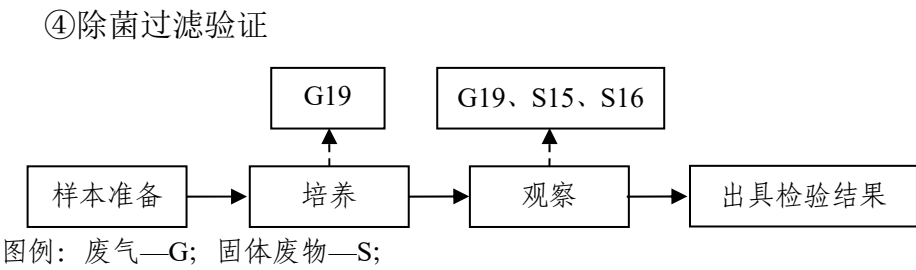 ④除菌过滤验证
G19
G19、S15、S16
样本准备
培养
观察
出具检验结果
图例：废气—G；固体废物—S；